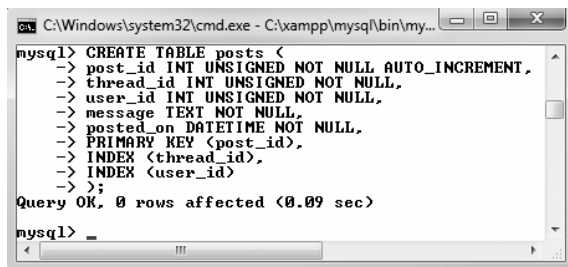 C:\Windows\system32\cmd.exe - C:\xampp\mysql\bin\my...
mysql> CREATE TABLE posts (
    -> post_id INT UNSIGNED NOT NULL AUTO_INCREMENT,
    -> thread_id INT UNSIGNED NOT NULL,
    -> user_id INT UNSIGNED NOT NULL,
    -> message TEXT NOT NULL,
    -> posted_on DATETIME NOT NULL,
    -> PRIMARY KEY (post_id),
    -> INDEX (thread_id),
    -> INDEX (user_id)
    -> );
Query OK, 0 rows affected (0.09 sec)
mysql> _